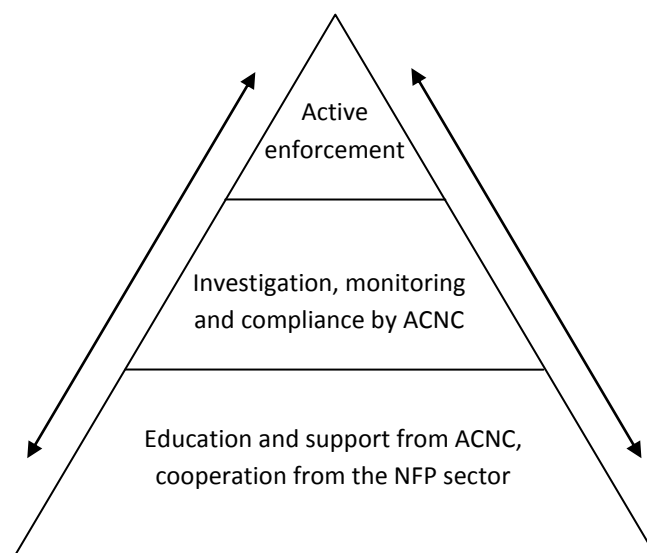 Active
enforcement
Investigation, monitoring
and compliance by ACNC
Education and support from ACNC,
cooperation from the NFP sector